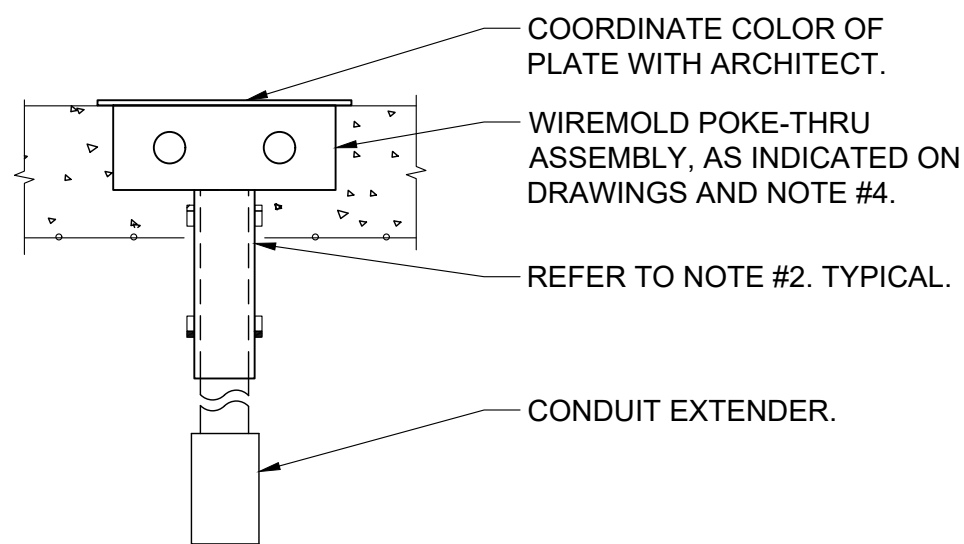 COORDINATE COLOR OF
PLATE WITH ARCHITECT.
WIREMOLD POKE-THRU
ASSEMBLY, AS INDICATED ON
DRAWINGS AND NOTE #4.
REFER TO NOTE #2. TYPICAL.
CONDUIT EXTENDER.